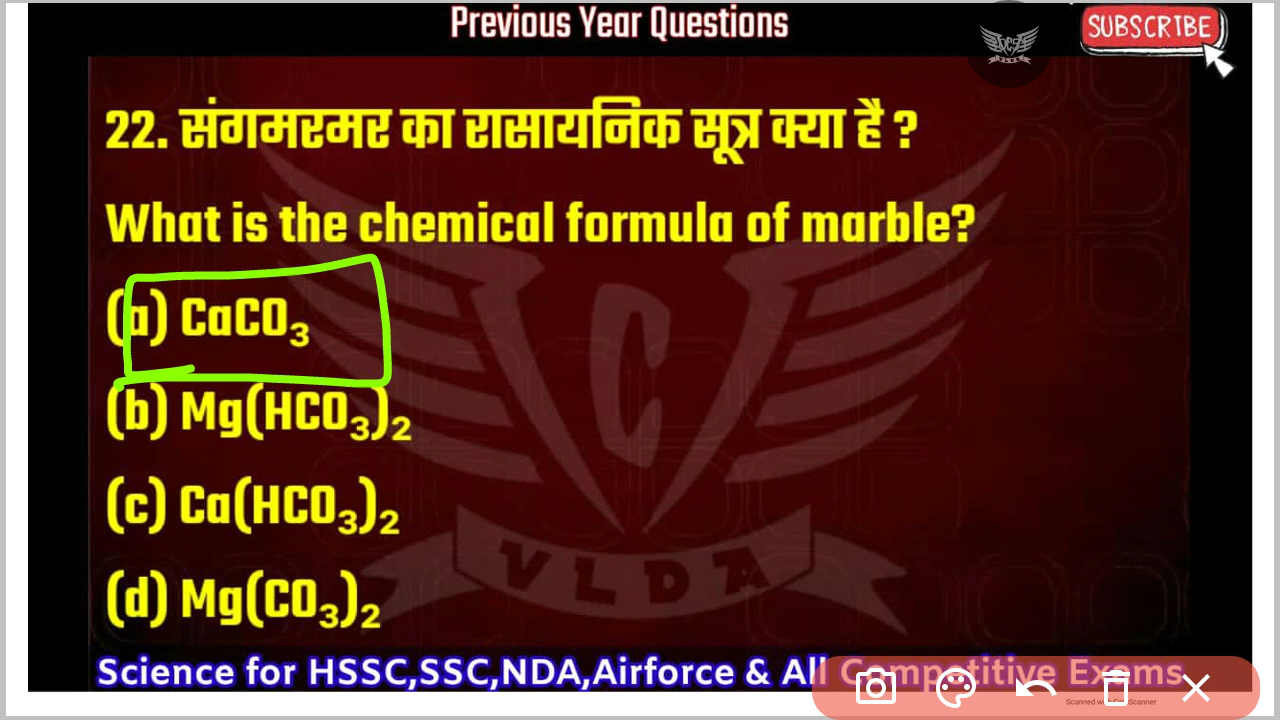 Previous Year Questions
SUBSCRIBE
22. संगमरमर का रासायनिक सूत्र क्या है ?
What is the chemical formula of marble?
(a) CaCO₃
(b) Mg(HCO₃)₂
(c) Ca(HCO₃)₂
(d) Mg(CO₃)₂
VLDA
Science for HSSC,SSC,NDA,Airforce & All Competitive Exams